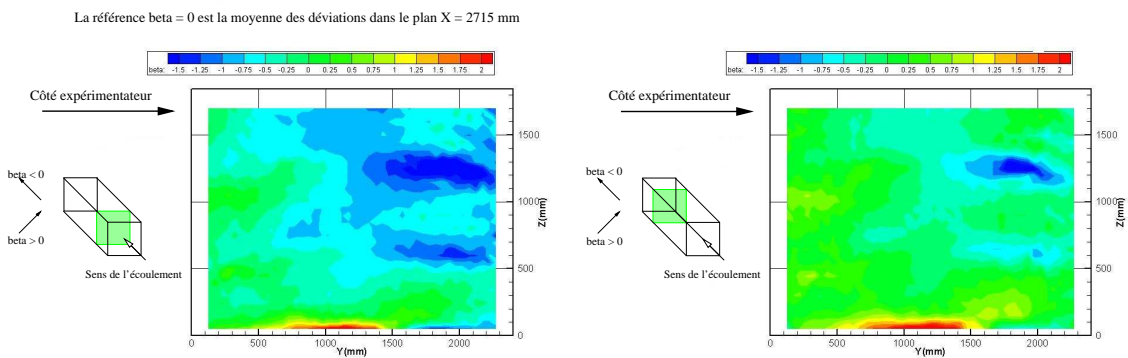 La référence beta = 0 est la moyenne des déviations dans le plan X = 2715 mm
beta: -1.5 -1.25 -1 -0.75 -0.5 -0.25 0 0.25 0.5 0.75 1 1.25 1.5 1.75 2
Côté expérimentateur
beta < 0
beta > 0
Sens de l'écoulement
1500
1000
500
0
Z(mm)
0 500 1000 1500 2000
Y(mm)
beta: -1.5 -1.25 -1 -0.75 -0.5 -0.25 0 0.25 0.5 0.75 1 1.25 1.5 1.75 2
Côté expérimentateur
beta < 0
beta > 0
Sens de l'écoulement
1500
1000
500
0
Z(mm)
0 500 1000 1500 2000
Y(mm)